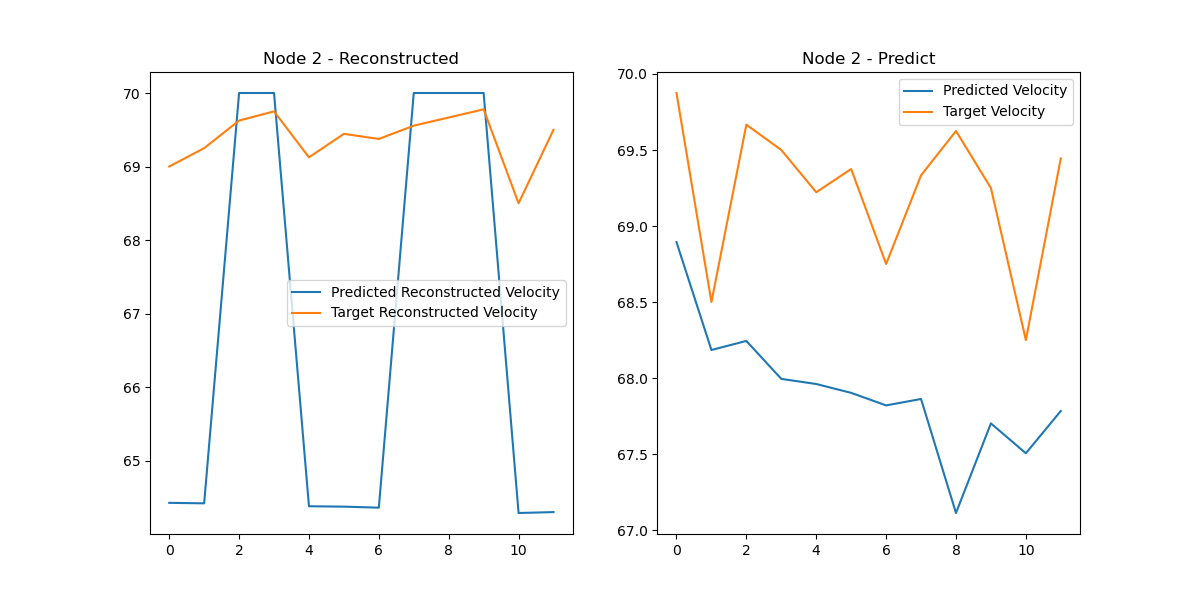 Node 2 - Reconstructed
70
69
68
67
66
65
0 2 4 6 8 10
Predicted Reconstructed Velocity
Target Reconstructed Velocity
Node 2 - Predict
70.0
69.5
69.0
68.5
68.0
67.5
67.0
0 2 4 6 8 10
Predicted Velocity
Target Velocity